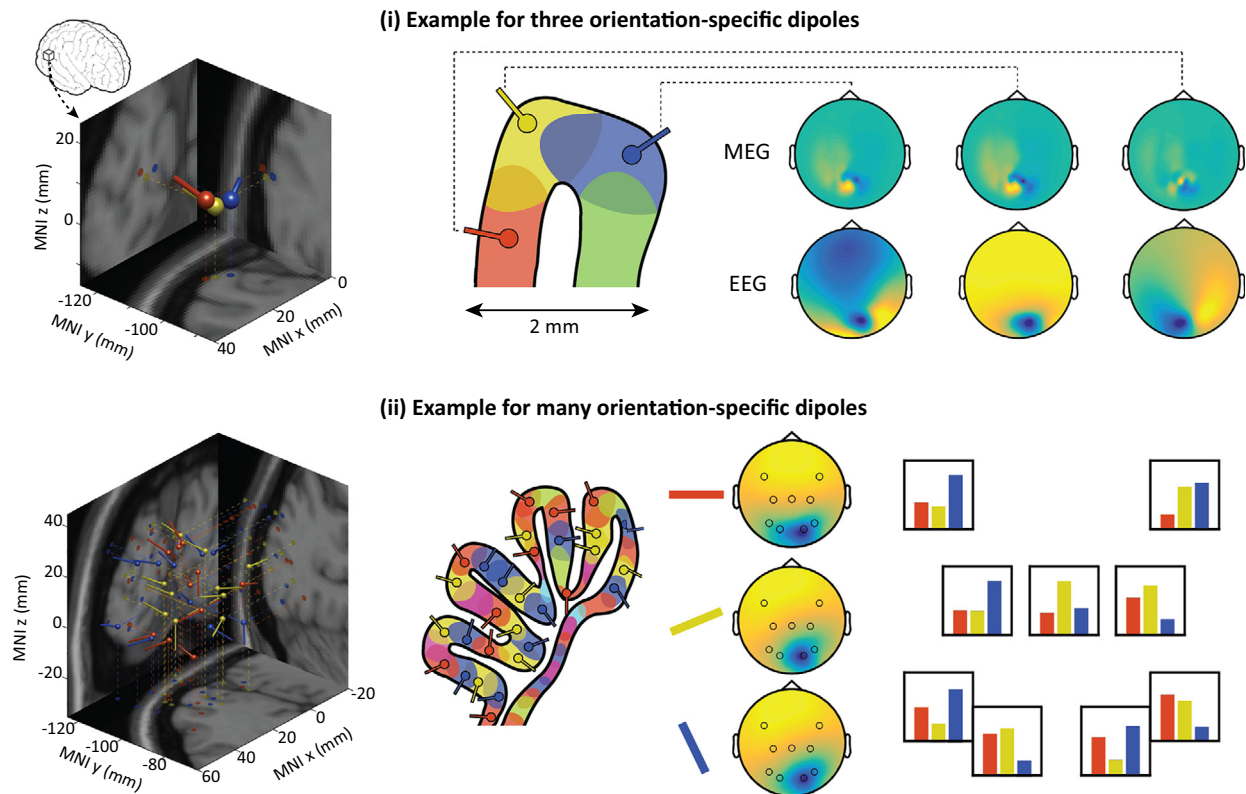 (i) Example for three orientation-specific dipoles
20
0
MNI z (mm)
-120
-100
40
20
0
MNI y (mm)
MNI x (mm)
2 mm
MEG
EEG
(ii) Example for many orientation-specific dipoles
40
20
0
-20
MNI z (mm)
-120
-100
-80
60
40
20
0
-20
MNI y (mm)
MNI x (mm)